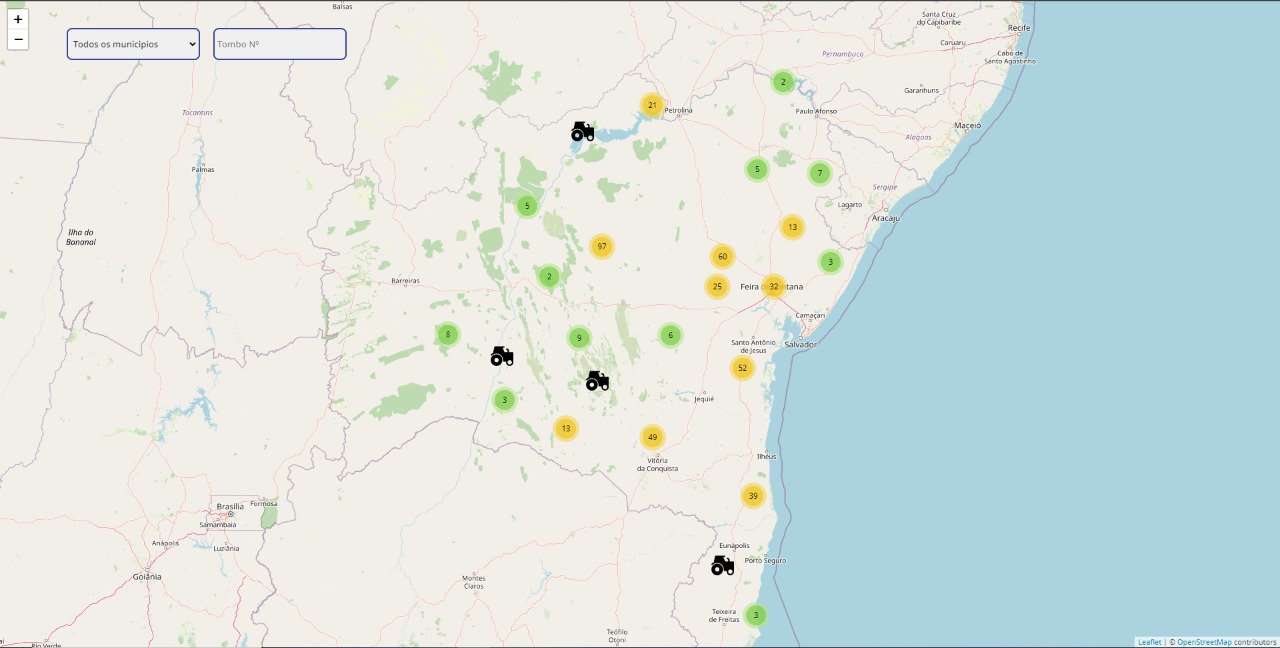 Balsas
+
−
Todos os municipios
Tombo Nº
Santa Cruz
do Capibaribe
Recife
Caruaru
Cabo de
Santo Agostinho
Pernambuco
2
Garanhuns
21
Petrolina
Paulo Afonso
Tocantins
Maceió
Alagoas
Palmas
5
7
Sergipe
5
Lagarto
Aracaju
13
Ilha do
Bananal
97
60
3
2
Barreiras
25
Feira de Santana
32
Camaçari
8
9
6
Santo Antônio
de Jesus
Salvador
52
3
Jequié
13
49
Ilhéus
Vitória
da Conquista
39
Brasília
Formosa
Samambaia
Anápolis
Luziânia
Eunápolis
Porto Seguro
Goiânia
Montes
Claros
3
Teixeira
de Freitas
Teófilo
Otoni
Rio Verde
Leaflet | © OpenStreetMap contributors